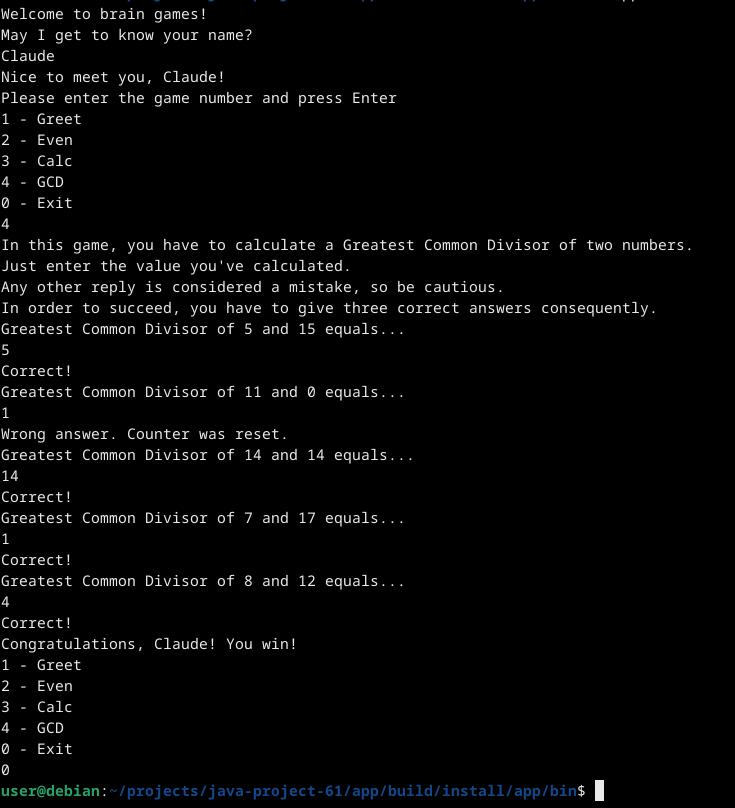 Welcome to brain games!
May I get to know your name?
Claude
Nice to meet you, Claude!
Please enter the game number and press Enter
1 - Greet
2 - Even
3 - Calc
4 - GCD
0 - Exit
4
In this game, you have to calculate a Greatest Common Divisor of two numbers.
Just enter the value you've calculated.
Any other reply is considered a mistake, so be cautious.
In order to succeed, you have to give three correct answers consequently.
Greatest Common Divisor of 5 and 15 equals...
5
Correct!
Greatest Common Divisor of 11 and 0 equals...
1
Wrong answer. Counter was reset.
Greatest Common Divisor of 14 and 14 equals...
14
Correct!
Greatest Common Divisor of 7 and 17 equals...
1
Correct!
Greatest Common Divisor of 8 and 12 equals...
4
Correct!
Congratulations, Claude! You win!
1 - Greet
2 - Even
3 - Calc
4 - GCD
0 - Exit
0
user@debian:~/projects/java-project-61/app/build/install/app/bin$